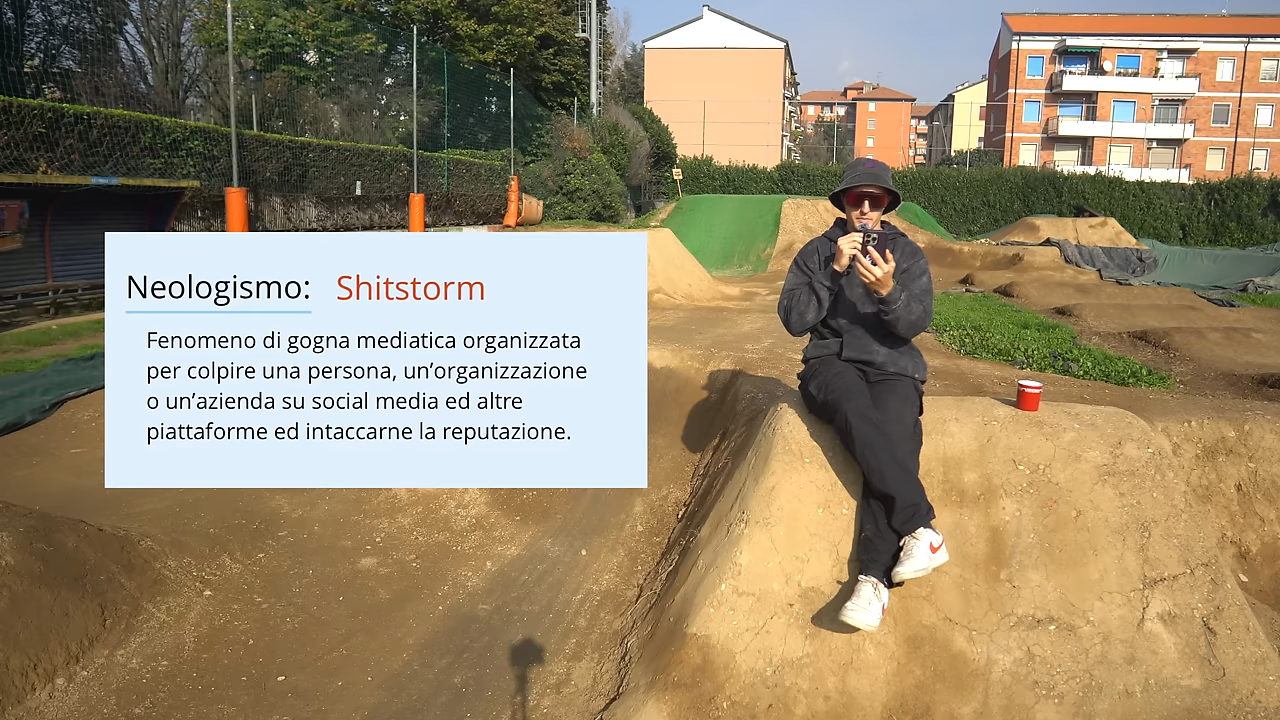 Neologismo: Shitstorm
Fenomeno di gogna mediatica organizzata
per colpire una persona, un’organizzazione
o un’azienda su social media ed altre
piattaforme ed intaccarne la reputazione.